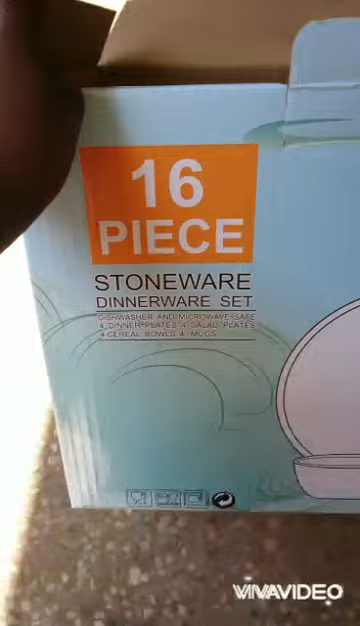 16
PIECE
STONEWARE
DINNERWARE SET
DISHWASHER AND MICROWAVE SAFE
4 DINNER PLATES 4 SALAD PLATES
4 CEREAL BOWLS 4 MUGS
VIVAVIDEO